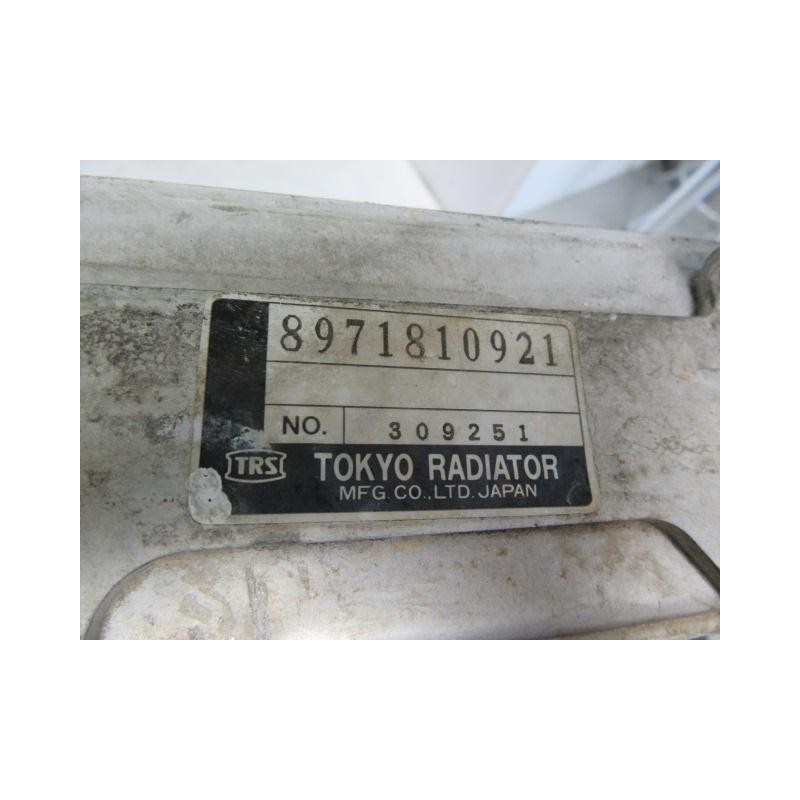 8971810921
NO. 309251
TRS TOKYO RADIATOR
MFG. CO.,LTD. JAPAN